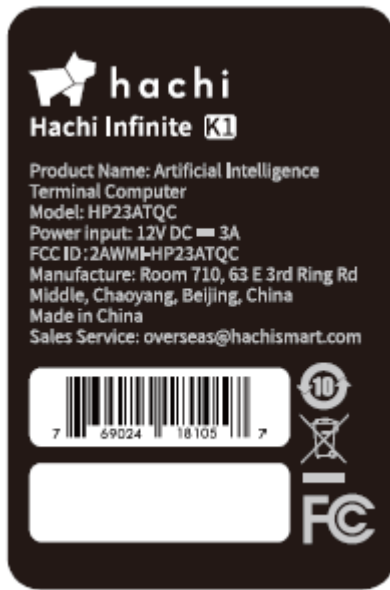 hachi
Hachi Infinite K1
Product Name: Artificial Intelligence
Terminal Computer
Model: HP23ATQC
Power input: 12V DC ⎓ 3A
FCC ID: 2AWMI-HP23ATQC
Manufacture: Room 710, 63 E 3rd Ring Rd
Middle, Chaoyang, Beijing, China
Made in China
Sales Service: overseas@hachismart.com
7 69024 18105 7
10
FC